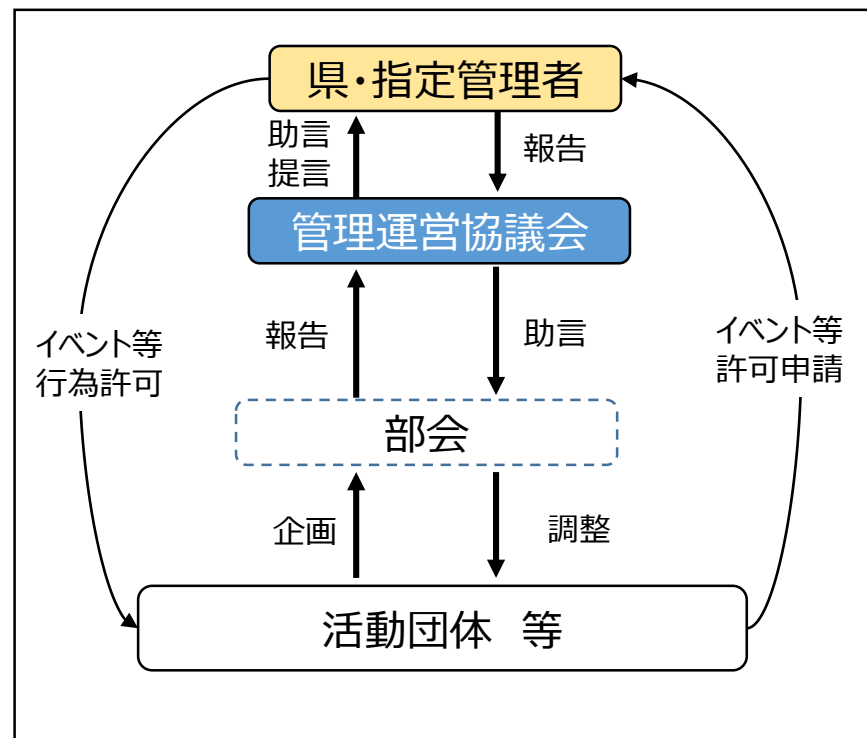 県・指定管理者
助言
提言
報告
管理運営協議会
報告
助言
イベント等
行為許可
イベント等
許可申請
部会
企画
調整
活動団体　等